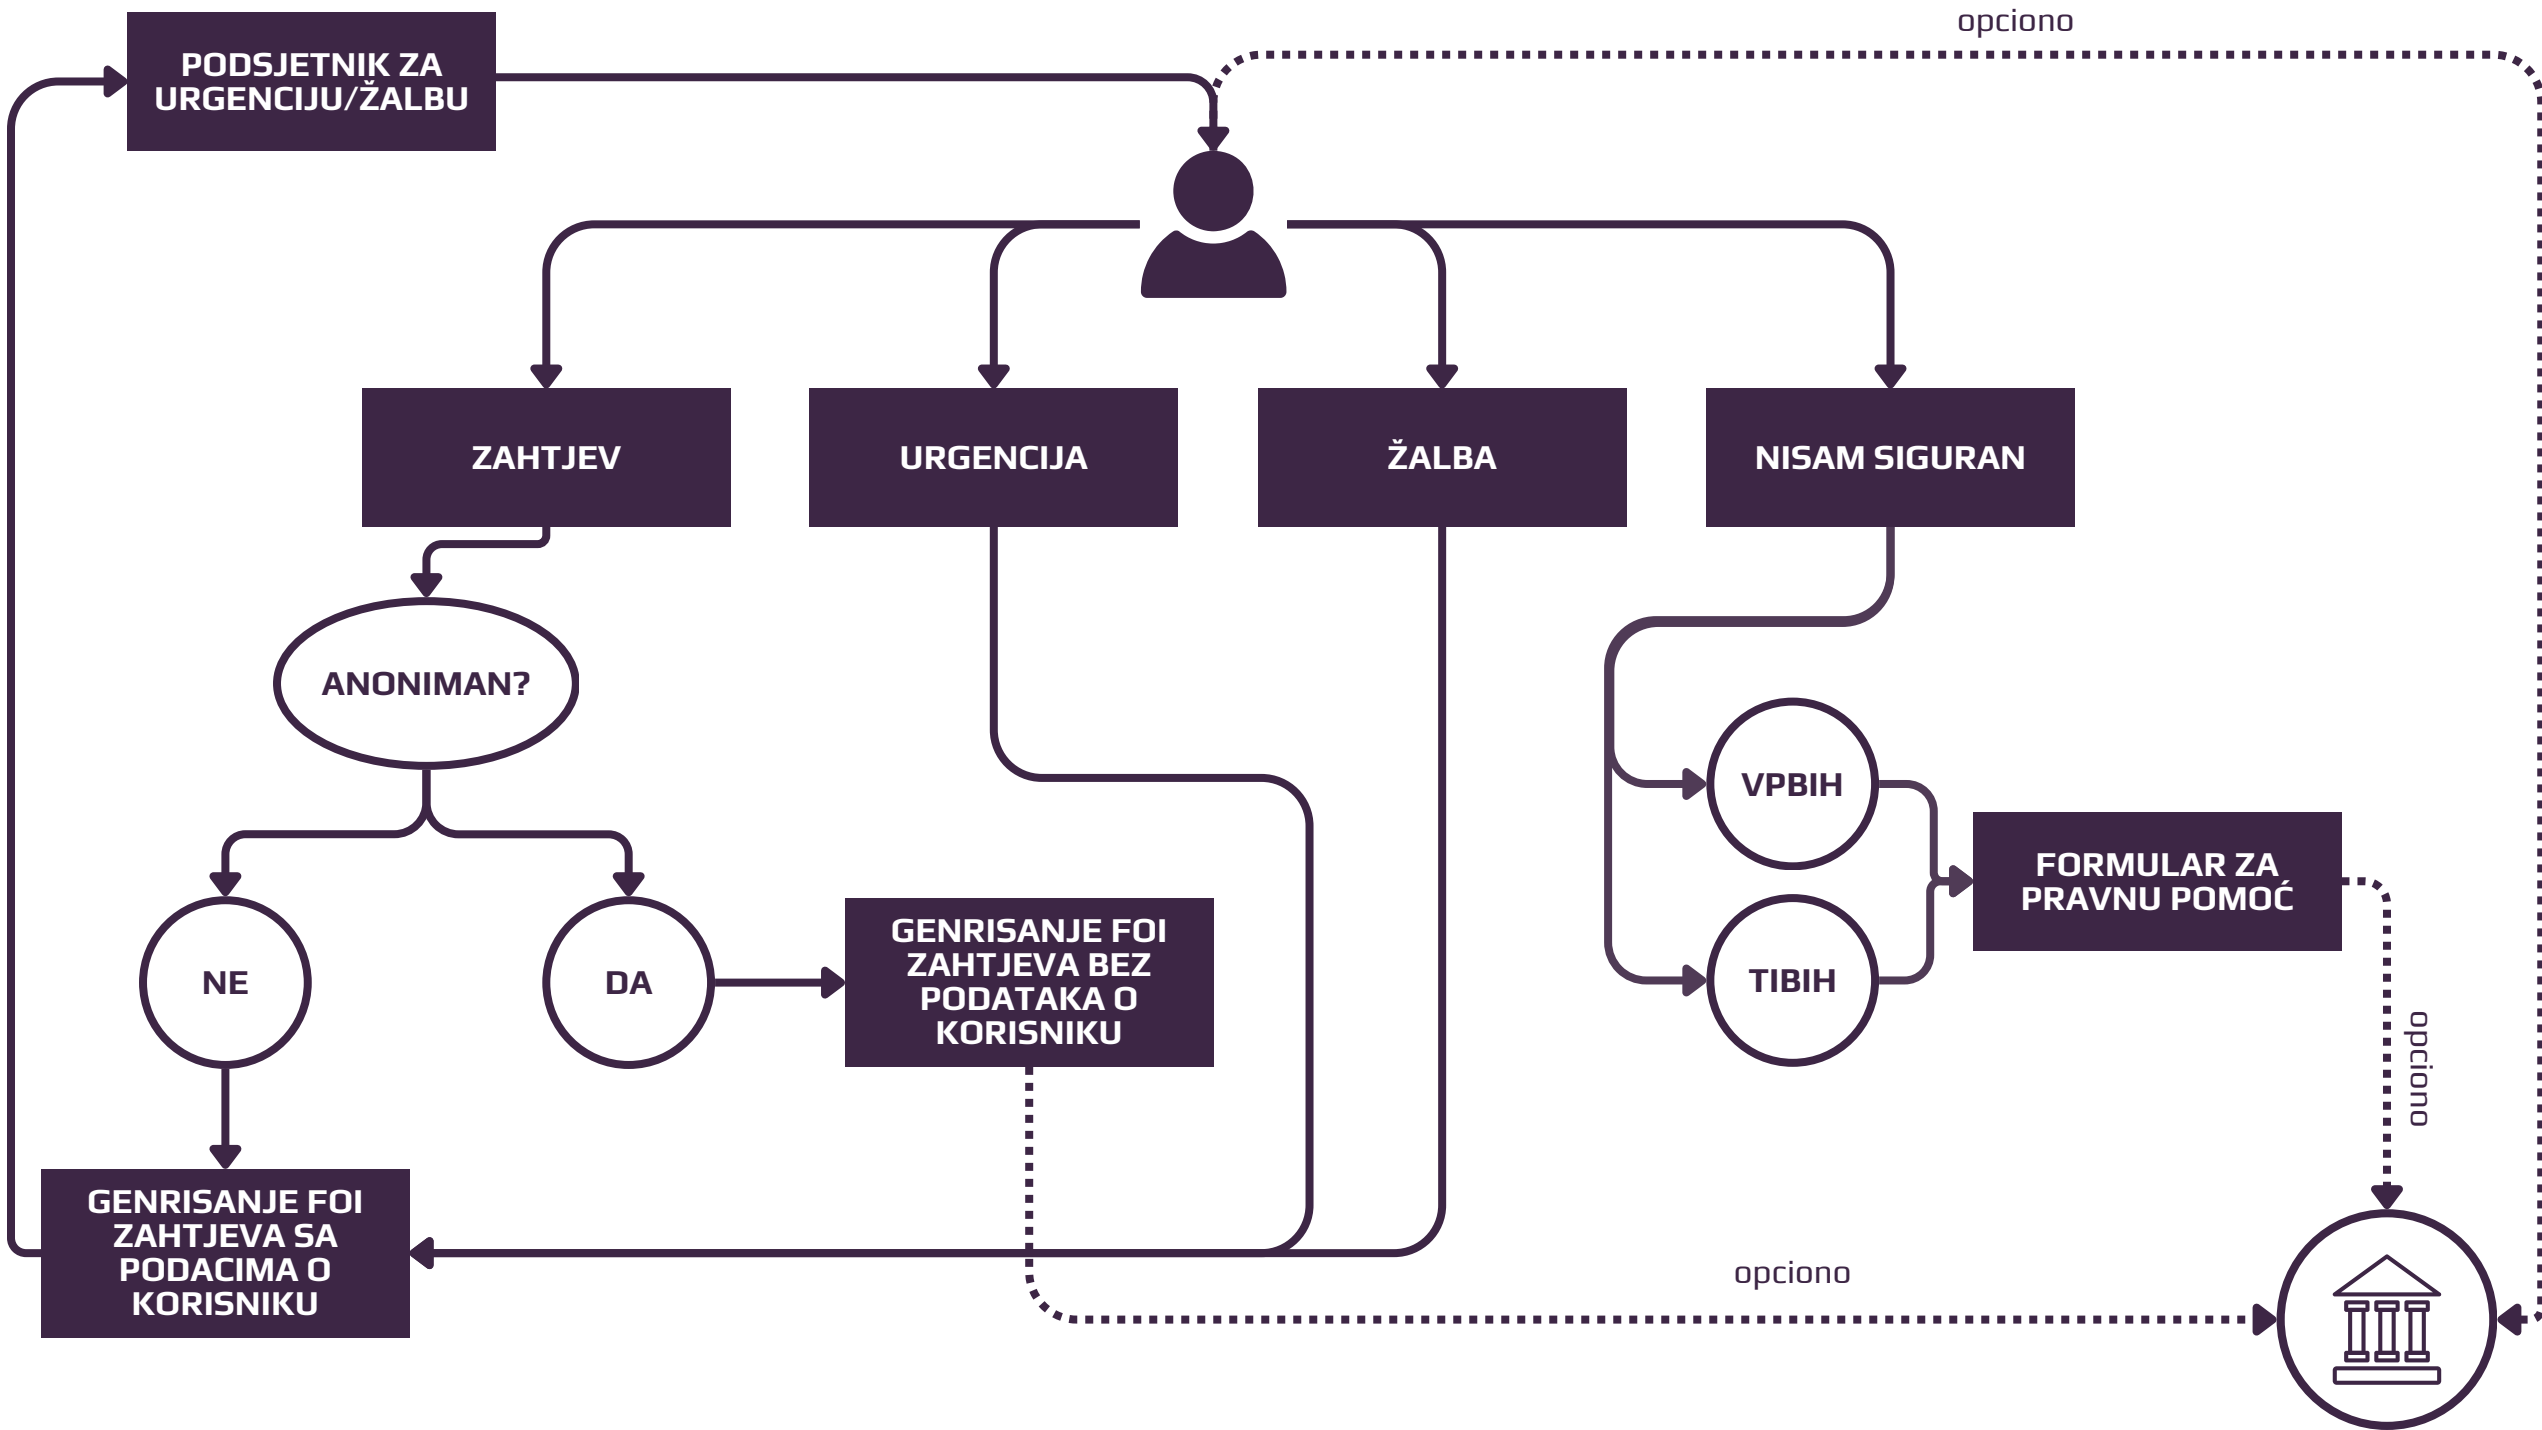 opciono
PODSJETNIK ZA
URGENCIJU/ŽALBU
ZAHTJEV
URGENCIJA
ŽALBA
NISAM SIGURAN
ANONIMAN?
VPBIH
FORMULAR ZA
PRAVNU POMOĆ
NE
DA
GENRISANJE FOI
ZAHTJEVA BEZ
PODATAKA O
KORISNIKU
TIBIH
opciono
GENRISANJE FOI
ZAHTJEVA SA
PODACIMA O
KORISNIKU
opciono